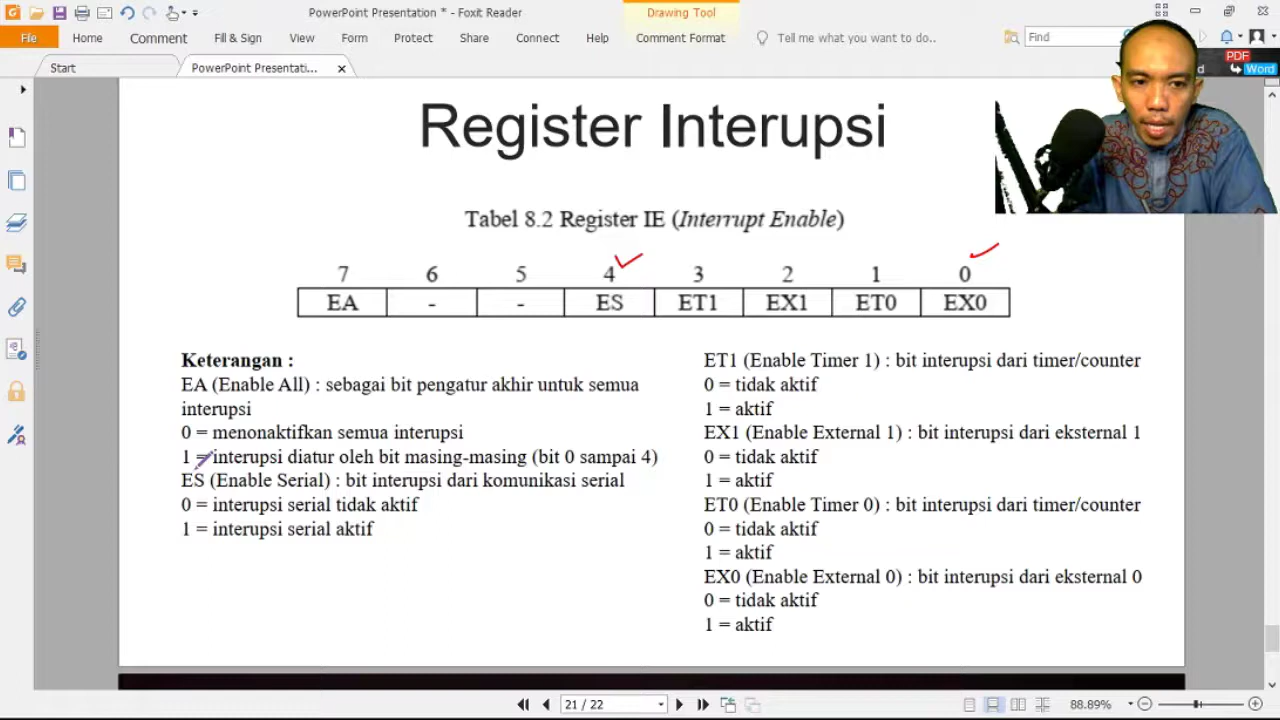 PowerPoint Presentation * - Foxit Reader
Drawing Tool
File
Home
Comment
Fill & Sign
View
Form
Protect
Share
Connect
Help
Comment Format
Tell me what you want to do..
Find
Start
PowerPoint Presentati...
PDF
Word
Register Interupsi
Tabel 8.2 Register IE (Interrupt Enable)
7 6 5 4 3 2 1 0
EA - - ES ET1 EX1 ET0 EX0
Keterangan :
EA (Enable All) : sebagai bit pengatur akhir untuk semua
interupsi
0 = menonaktifkan semua interupsi
1 = interupsi diatur oleh bit masing-masing (bit 0 sampai 4)
ES (Enable Serial) : bit interupsi dari komunikasi serial
0 = interupsi serial tidak aktif
1 = interupsi serial aktif
ET1 (Enable Timer 1) : bit interupsi dari timer/counter
0 = tidak aktif
1 = aktif
EX1 (Enable External 1) : bit interupsi dari eksternal 1
0 = tidak aktif
1 = aktif
ET0 (Enable Timer 0) : bit interupsi dari timer/counter
0 = tidak aktif
1 = aktif
EX0 (Enable External 0) : bit interupsi dari eksternal 0
0 = tidak aktif
1 = aktif
21 / 22
88.89%